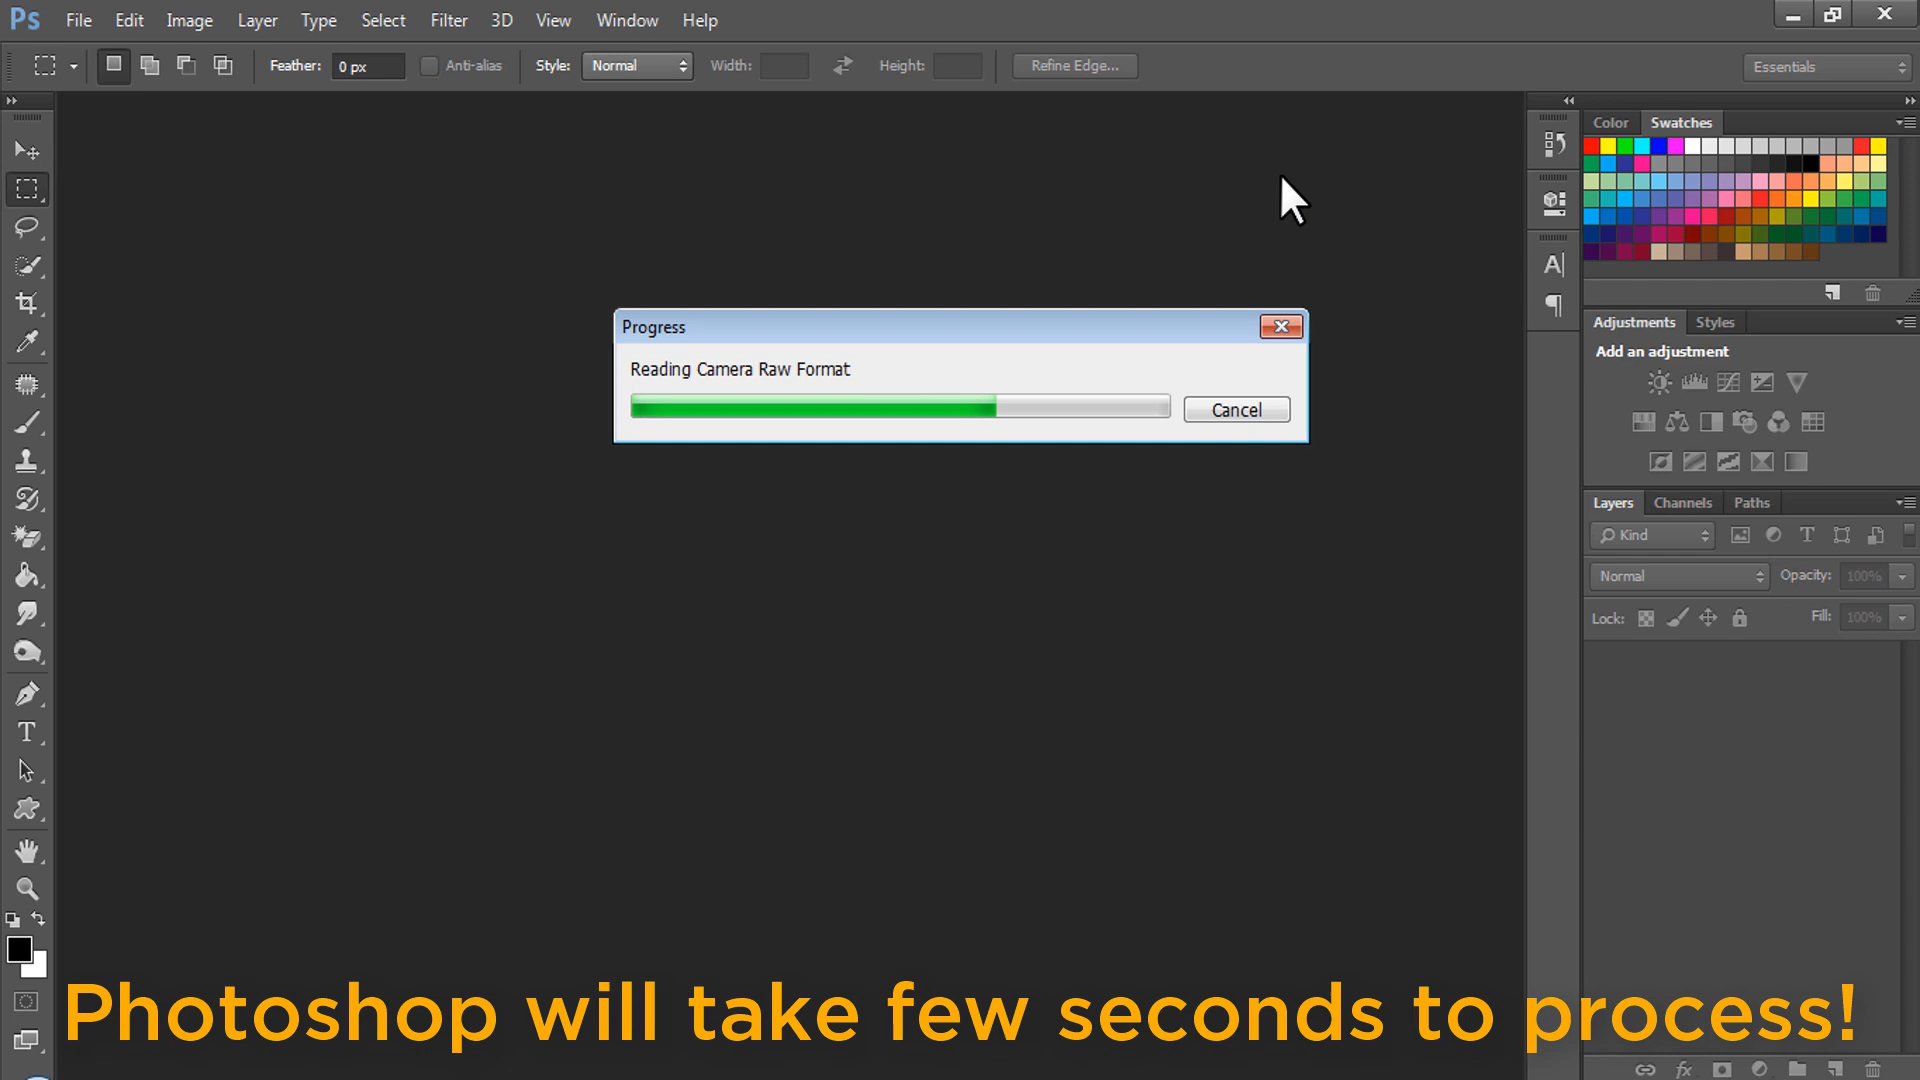 Ps File Edit Image Layer Type Select Filter 3D View Window Help
Feather: 0 px Anti-alias Style: Normal Width: Height: Refine Edge... Essentials
Color Swatches
Progress
Reading Camera Raw Format
Cancel
Adjustments Styles
Add an adjustment
Layers Channels Paths
Kind
Normal Opacity: 100%
Lock: Fill: 100%
Photoshop will take few seconds to process!